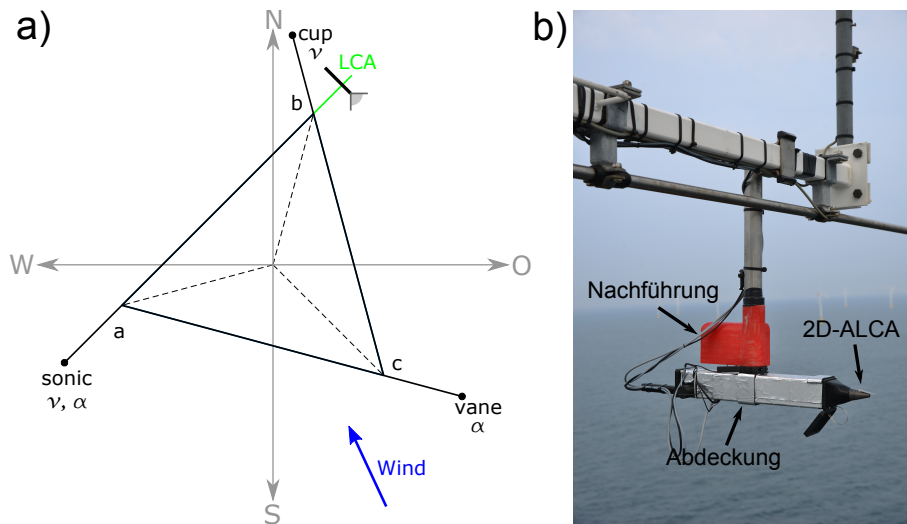 a)
N
cup
ν
LCA
b
W
O
a
c
sonic
ν, α
vane
α
Wind
S
b)
Nachführung
2D-ALCA
Abdeckung